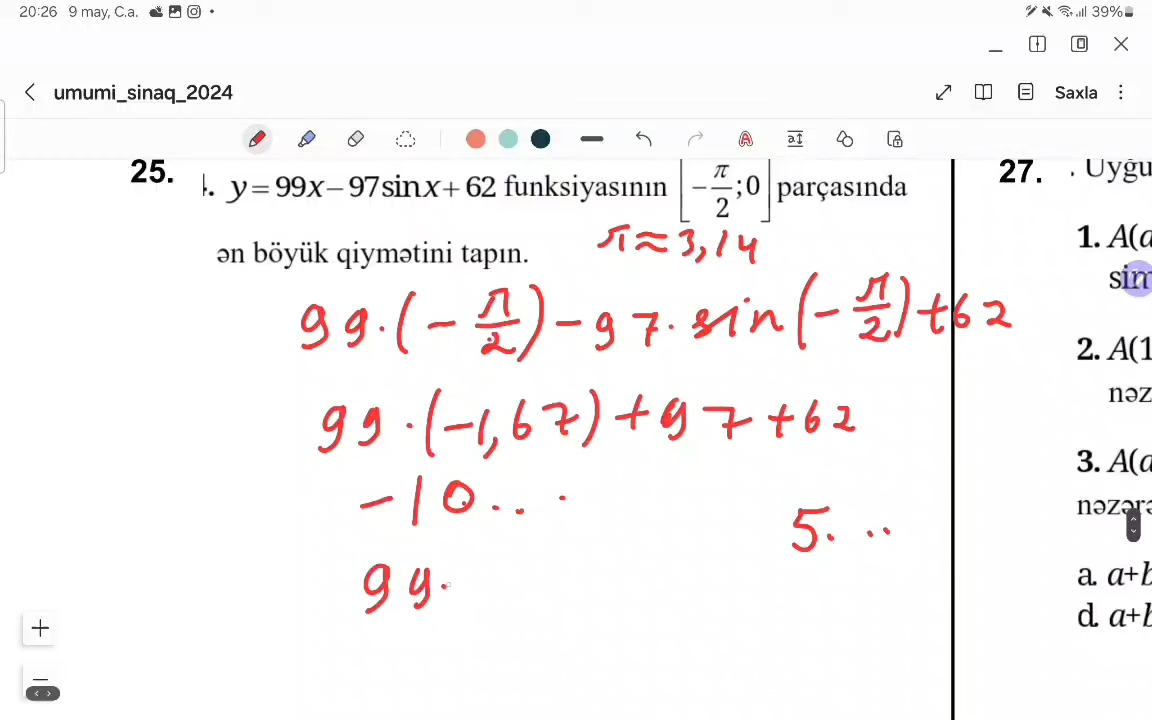 20:26 9 may, C.a. 39%
umumi_sinaq_2024 Saxla
25. y=99x−97sinx+62 funksiyasının [−π/2;0] parçasında
ən böyük qiymətini tapın. π≈3,14
99·(−π/2)−97·sin(−π/2)+62
99·(−1,67)+97+62
−10...
5...
99·
27. . Uyğu
1. A(a
sim
2. A(1
nəz
3. A(a
nəzərə
a. a+b
d. a+b